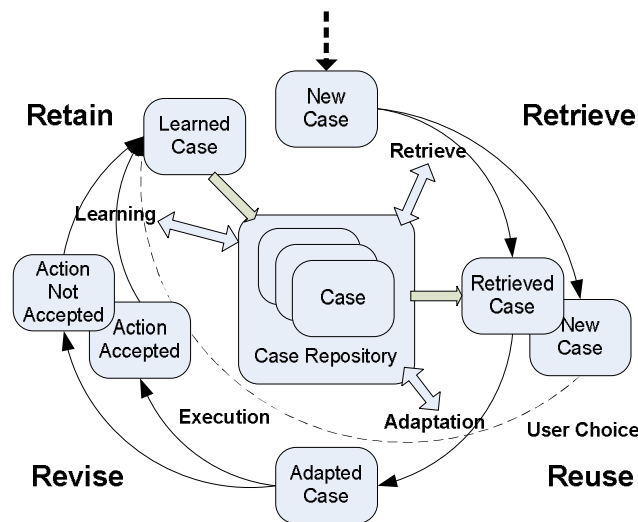 New
Case
Retain
Learned
Case
Retrieve
Retrieve
Learning
Action
Not
Accepted
Action
Accepted
Case
Case Repository
Retrieved
Case
New
Case
Execution
Adaptation
User Choice
Revise
Adapted
Case
Reuse